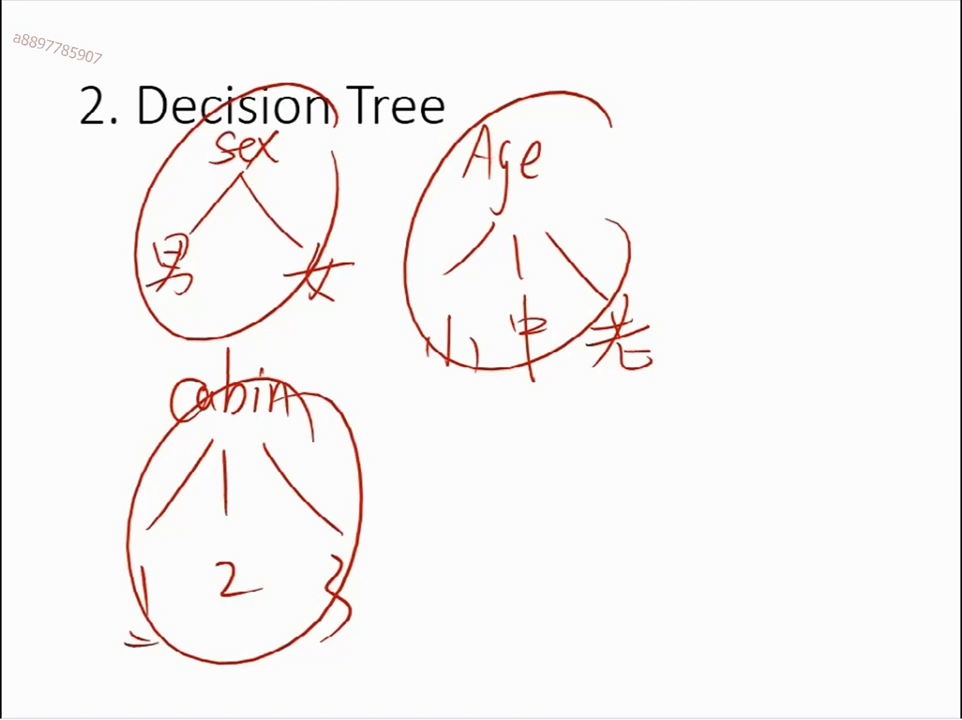 a8897785907
2. Decision Tree
sex
男 女
Age
小 中 老
cabin
1 2 3